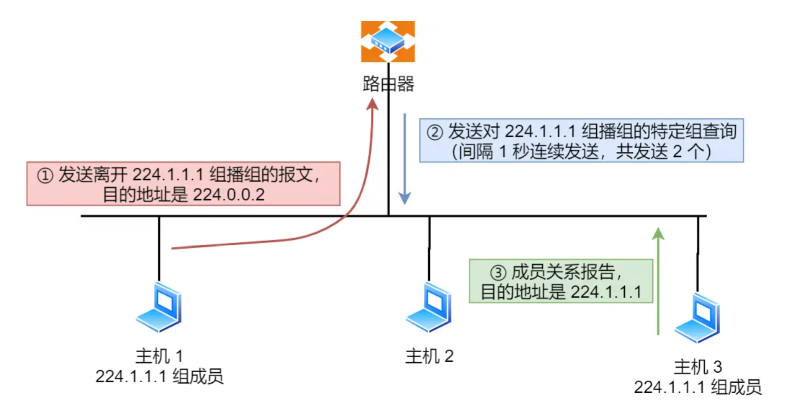 路由器
① 发送离开 224.1.1.1 组播组的报文，
目的地址是 224.0.0.2
② 发送对 224.1.1.1 组播组的特定组查询
（间隔 1 秒连续发送，共发送 2 个）
③ 成员关系报告，
目的地址是 224.1.1.1
主机 1
224.1.1.1 组成员
主机 2
主机 3
224.1.1.1 组成员